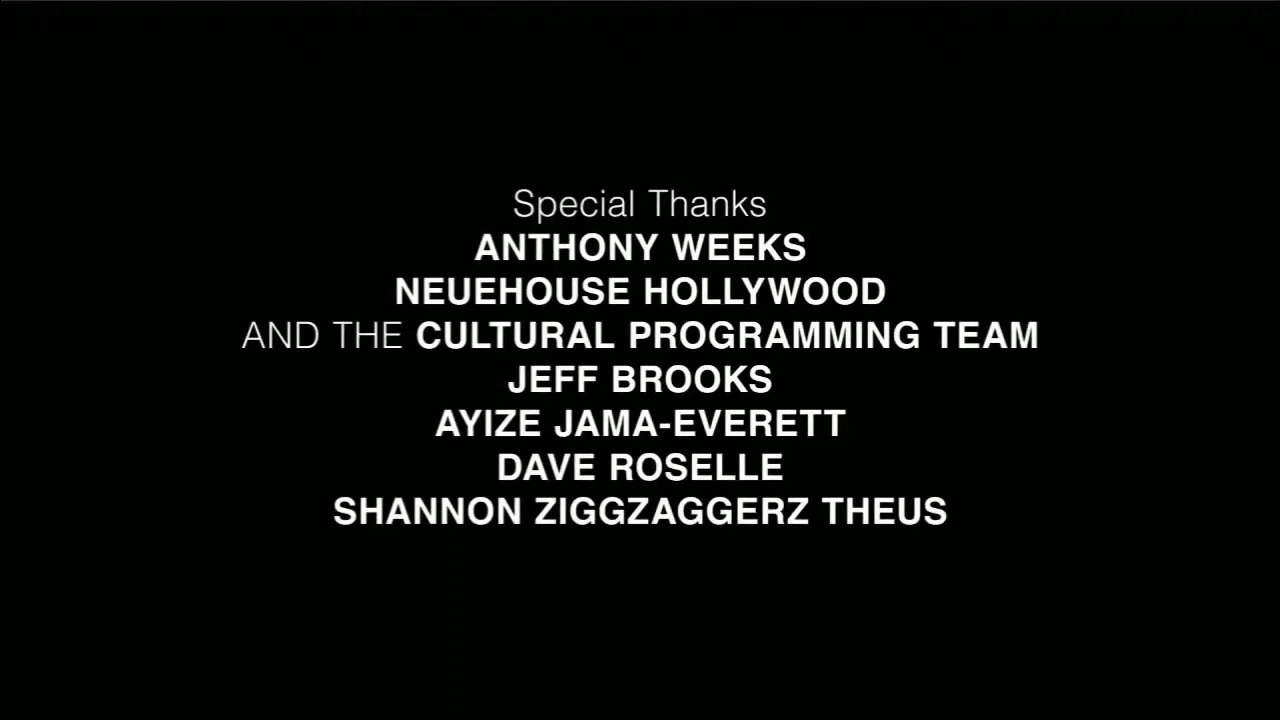 Special Thanks
ANTHONY WEEKS
NEUEHOUSE HOLLYWOOD
AND THE CULTURAL PROGRAMMING TEAM
JEFF BROOKS
AYIZE JAMA-EVERETT
DAVE ROSELLE
SHANNON ZIGGZAGGERZ THEUS